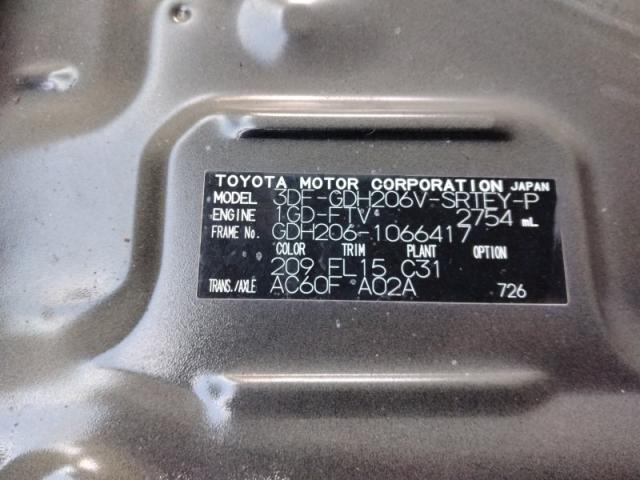 TOYOTA MOTOR CORPORATION JAPAN
MODEL 3DF-GDH206V-SRTEY-P
ENGINE 1GD-FTV 2754 mL
FRAME No. GDH206-1066417
COLOR TRIM PLANT OPTION
209 EL15 C31
TRANS./AXLE AC60F A02A 726